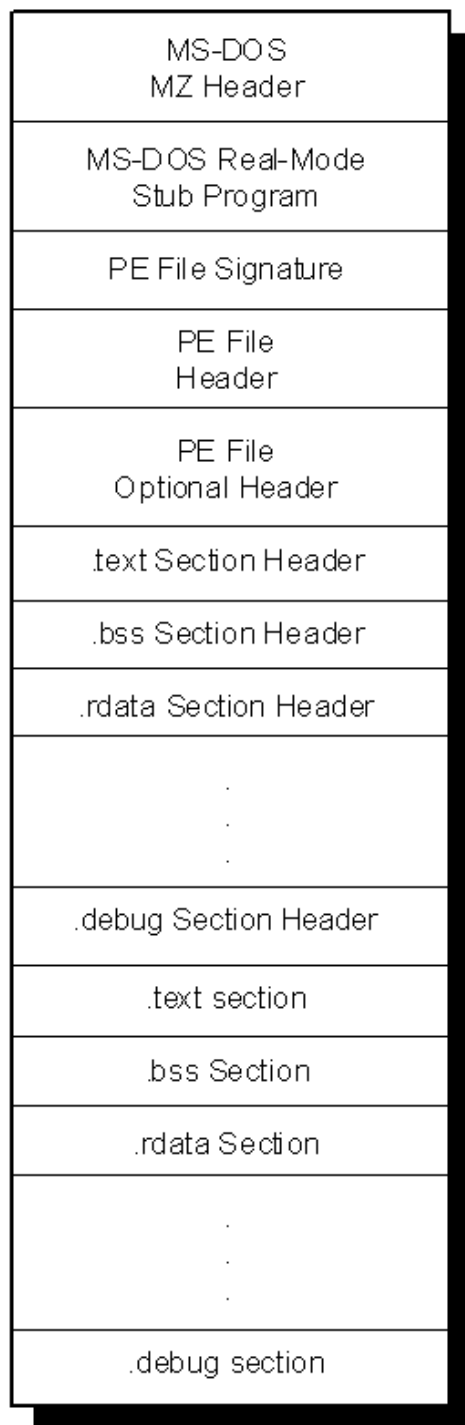 MS-DOS
MZ Header
MS-DOS Real-Mode
Stub Program
PE File Signature
PE File
Header
PE File
Optional Header
.text Section Header
.bss Section Header
.rdata Section Header
.
.
.
.debug Section Header
.text section
.bss Section
.rdata Section
.
.
.
.debug section